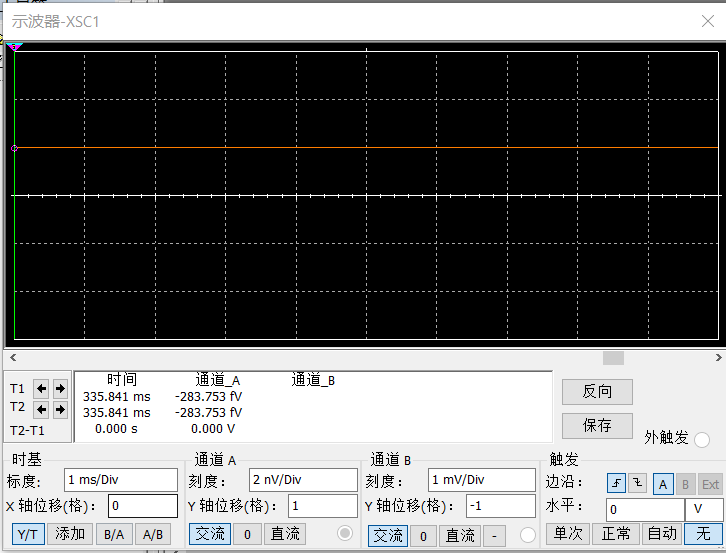 示波器-XSC1
时间 通道_A 通道_B
T1 335.841 ms -283.753 fV
T2 335.841 ms -283.753 fV
T2-T1 0.000 s 0.000 V
反向
保存
外触发
时基 通道 A 通道 B 触发
标度: 1 ms/Div 刻度: 2 nV/Div 刻度: 1 mV/Div 边沿: A B Ext
X 轴位移(格): 0 Y 轴位移(格): 1 Y 轴位移(格): -1 水平: 0 V
Y/T 添加 B/A A/B 交流 0 直流 交流 0 直流 - 单次 正常 自动 无